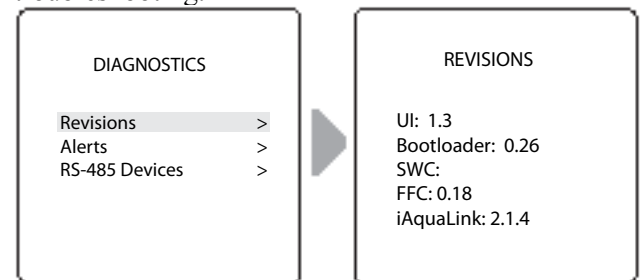 DIAGNOSTICS
Revisions >
Alerts >
RS-485 Devices >
REVISIONS
UI: 1.3
Bootloader: 0.26
SWC:
FFC: 0.18
iAquaLink: 2.1.4